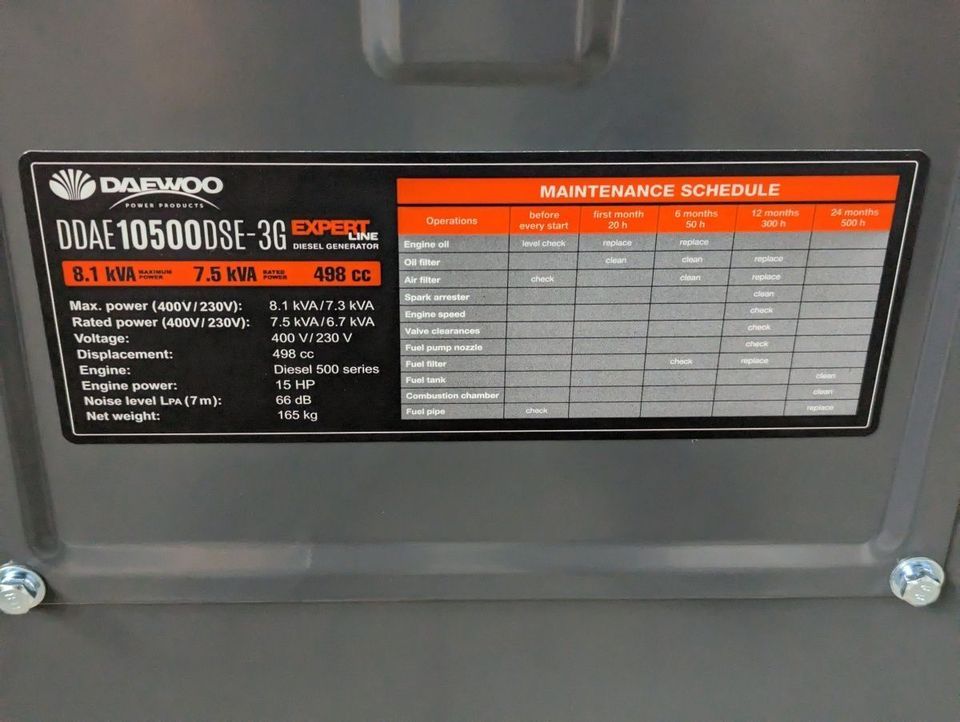 DAEWOO
POWER PRODUCTS
DDAE10500DSE-3G EXPERT LINE
DIESEL GENERATOR
8.1 kVA MAXIMUM POWER 7.5 kVA RATED POWER 498 cc
Max. power (400V/230V): 8.1 kVA/7.3 kVA
Rated power (400V/230V): 7.5 kVA/6.7 kVA
Voltage: 400 V/230 V
Displacement: 498 cc
Engine: Diesel 500 series
Engine power: 15 HP
Noise level LPA (7m): 66 dB
Net weight: 165 kg
MAINTENANCE SCHEDULE
Operations before every start first month 20 h 6 months 50 h 12 months 300 h 24 months 500 h
Engine oil level check replace replace
Oil filter clean clean replace
Air filter check clean replace
Spark arrester clean
Engine speed check
Valve clearances check
Fuel pump nozzle check
Fuel filter check replace
Fuel tank clean
Combustion chamber clean
Fuel pipe check replace